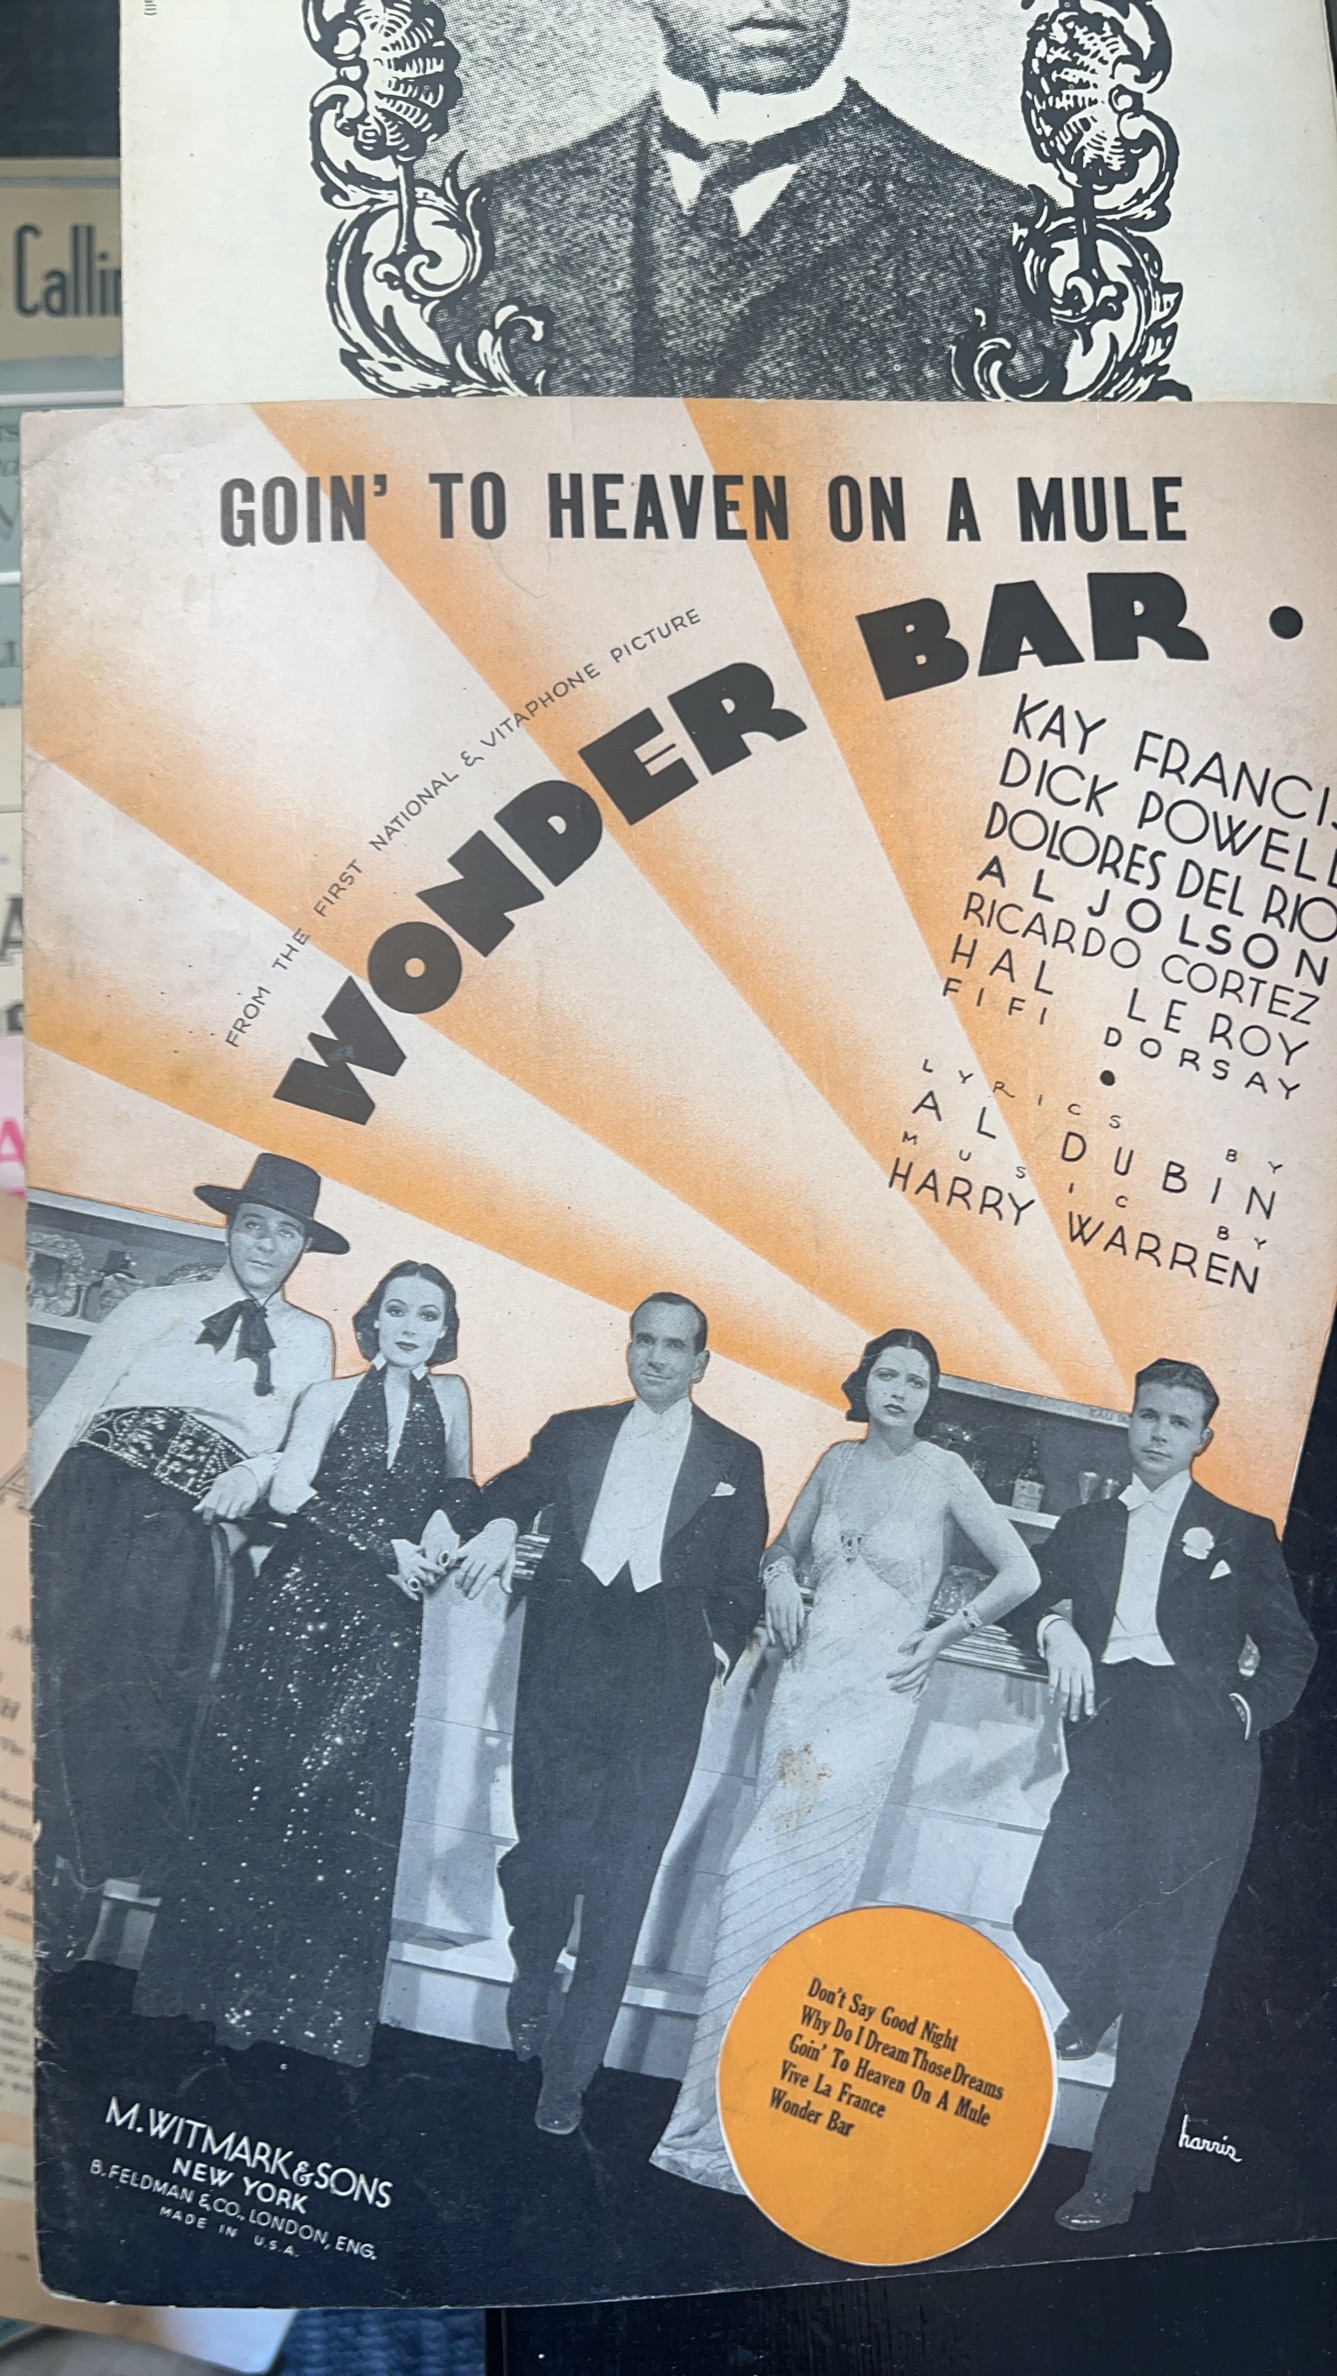 Callin
GOIN' TO HEAVEN ON A MULE
FROM THE FIRST NATIONAL & VITAPHONE PICTURE
WONDER BAR •
KAY FRANCIS
DICK POWELL
DOLORES DEL RIO
AL JOLSON
RICARDO CORTEZ
HAL LE ROY
FIFI DORSAY
•
LYRICS BY
AL DUBIN
MUSIC BY
HARRY WARREN
Don't Say Good Night
Why Do I Dream Those Dreams
Goin' To Heaven On A Mule
Vive La France
Wonder Bar
harris
M. WITMARK & SONS
NEW YORK
B. FELDMAN & CO., LONDON, ENG.
MADE IN U.S.A.